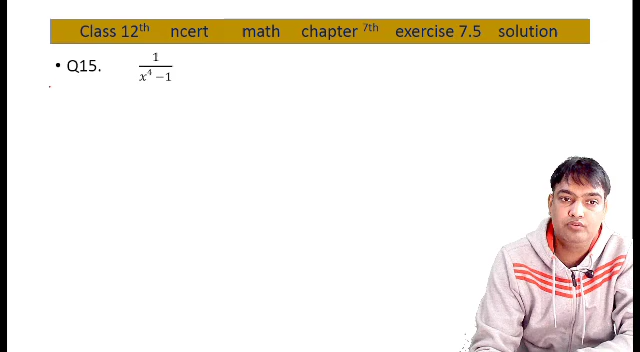 Class 12th ncert math chapter 7th exercise 7.5 solution
• Q15. 1/(x⁴ − 1)